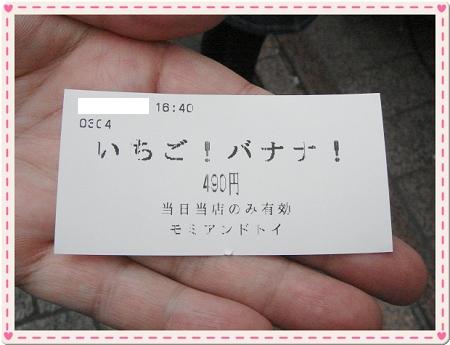 16:40
0304
いちご！バナナ！
490円
当日当店のみ有効
モミアンドトイ